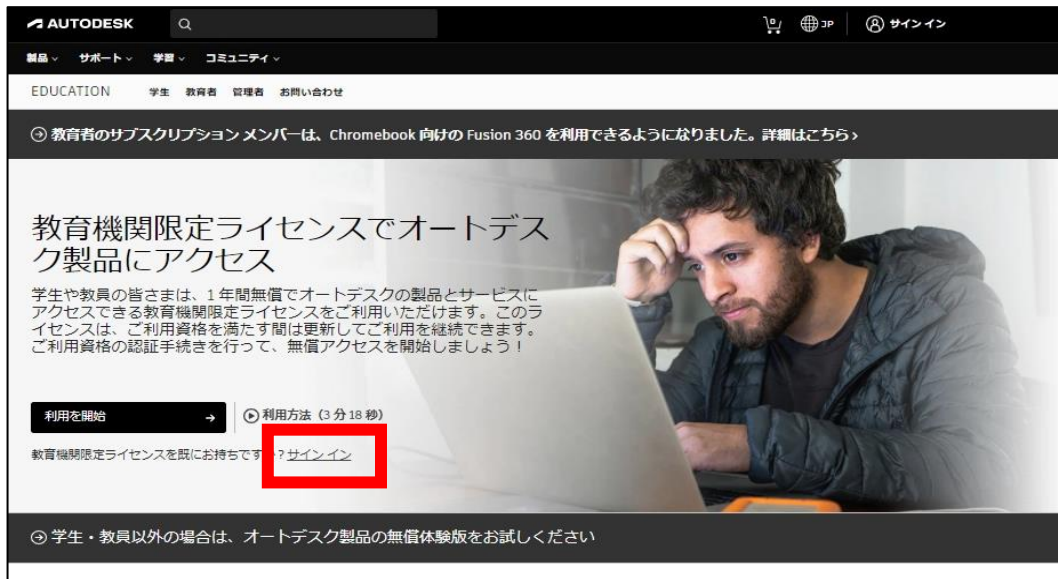 AUTODESK
JP サインイン
製品 サポート 学習 コミュニティ
EDUCATION 学生 教育者 管理者 お問い合わせ
教育者のサブスクリプション メンバーは、Chromebook 向けの Fusion 360 を利用できるようになりました。詳細はこちら
教育機関限定ライセンスでオートデス
ク製品にアクセス
学生や教員の皆さまは、1 年間無償でオートデスクの製品とサービスに
アクセスできる教育機関限定ライセンスをご利用いただけます。このラ
イセンスは、ご利用資格を満たす間は更新してご利用を継続できます。
ご利用資格の認証手続きを行って、無償アクセスを開始しましょう！
利用を開始 → 利用方法（3 分 18 秒）
教育機関限定ライセンスを既にお持ちです ? サインイン
学生・教員以外の場合は、オートデスク製品の無償体験版をお試しください